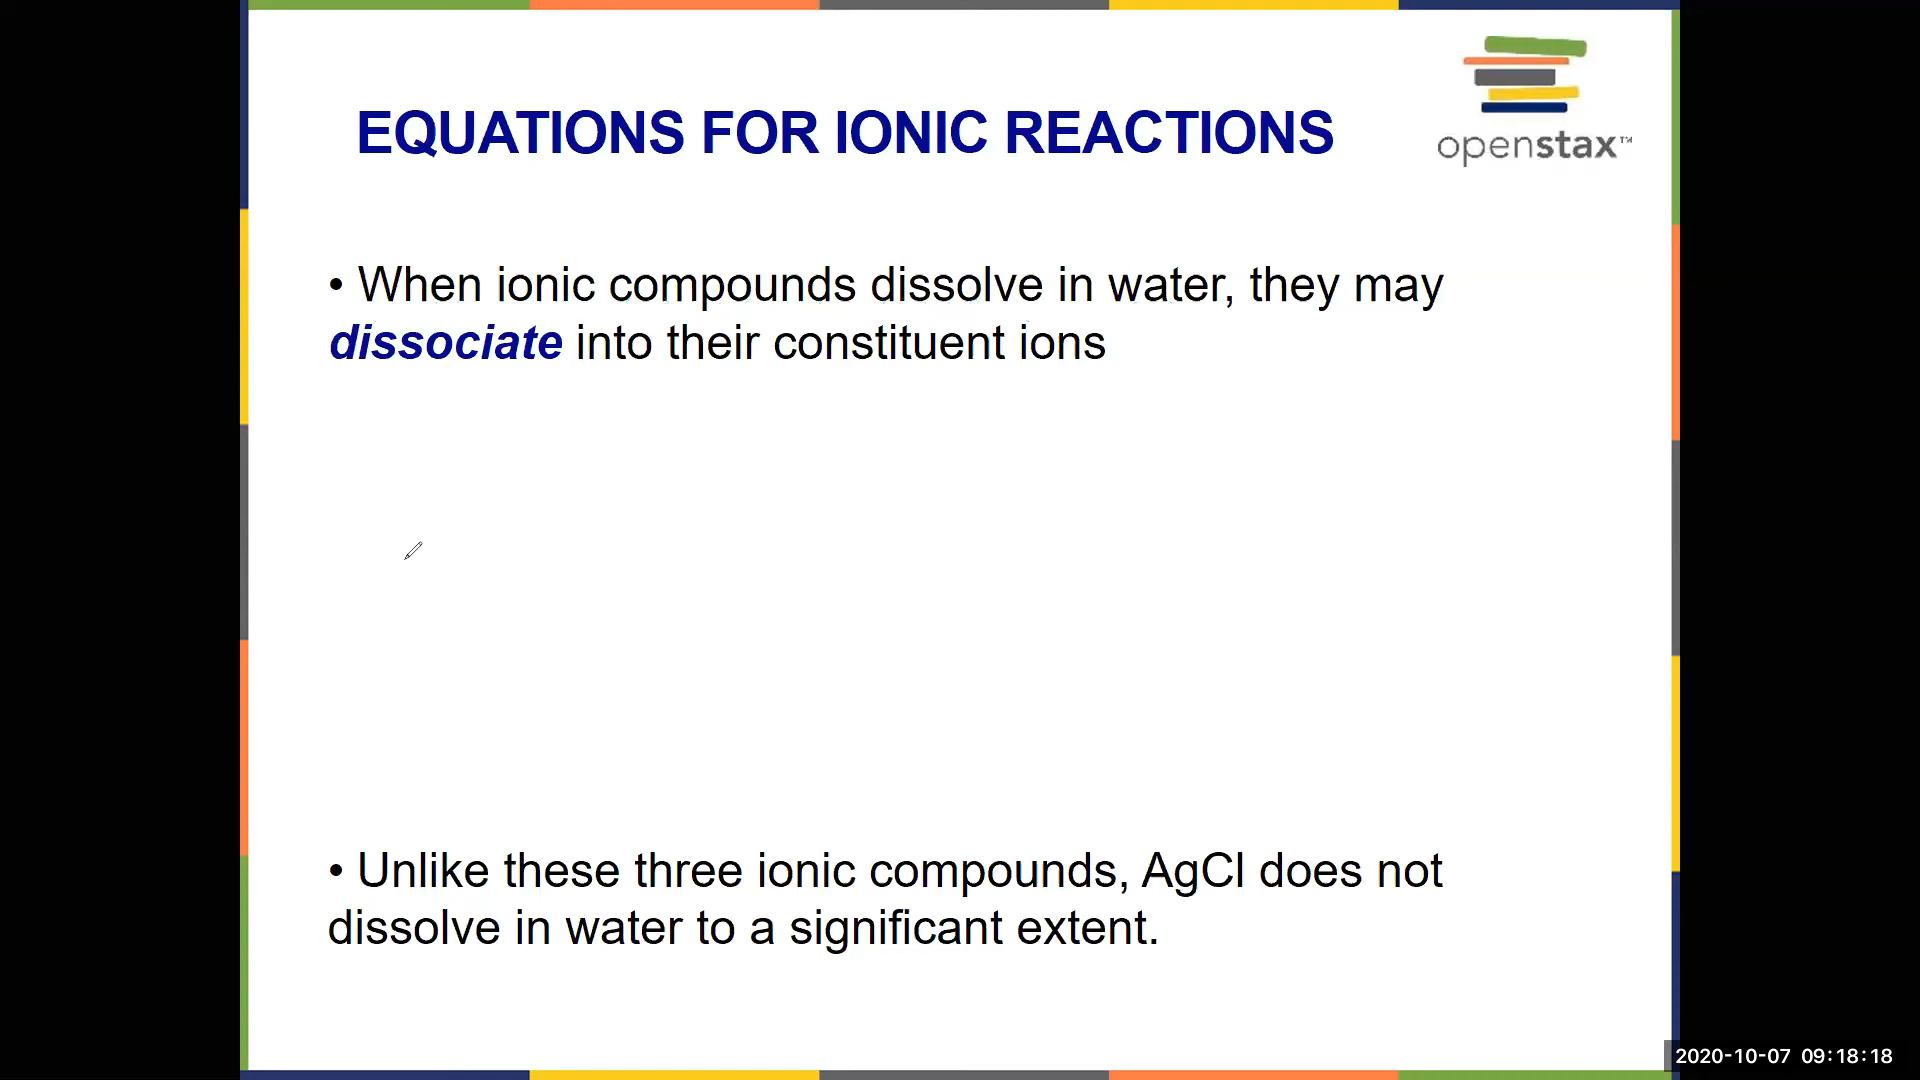 openstax™
EQUATIONS FOR IONIC REACTIONS
• When ionic compounds dissolve in water, they may
dissociate into their constituent ions
• Unlike these three ionic compounds, AgCl does not
dissolve in water to a significant extent.
2020-10-07 09:18:18